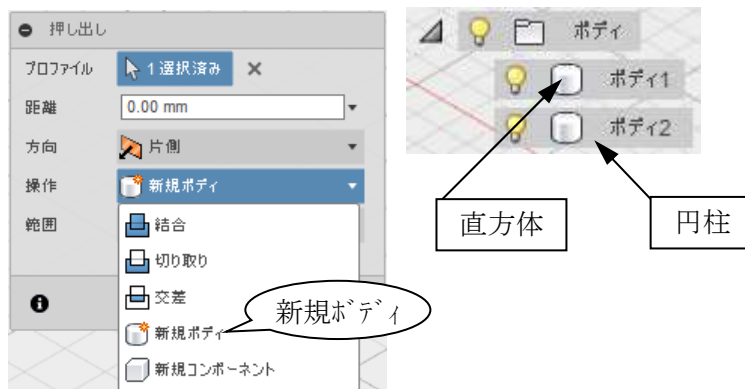 押し出し
プロファイル 1 選択済み
距離 0.00 mm
方向 片側
操作 新規ボディ
範囲
結合
切り取り
交差
新規ボディ
新規コンポーネント
新規ボディ
ボディ
ボディ1
ボディ2
直方体
円柱